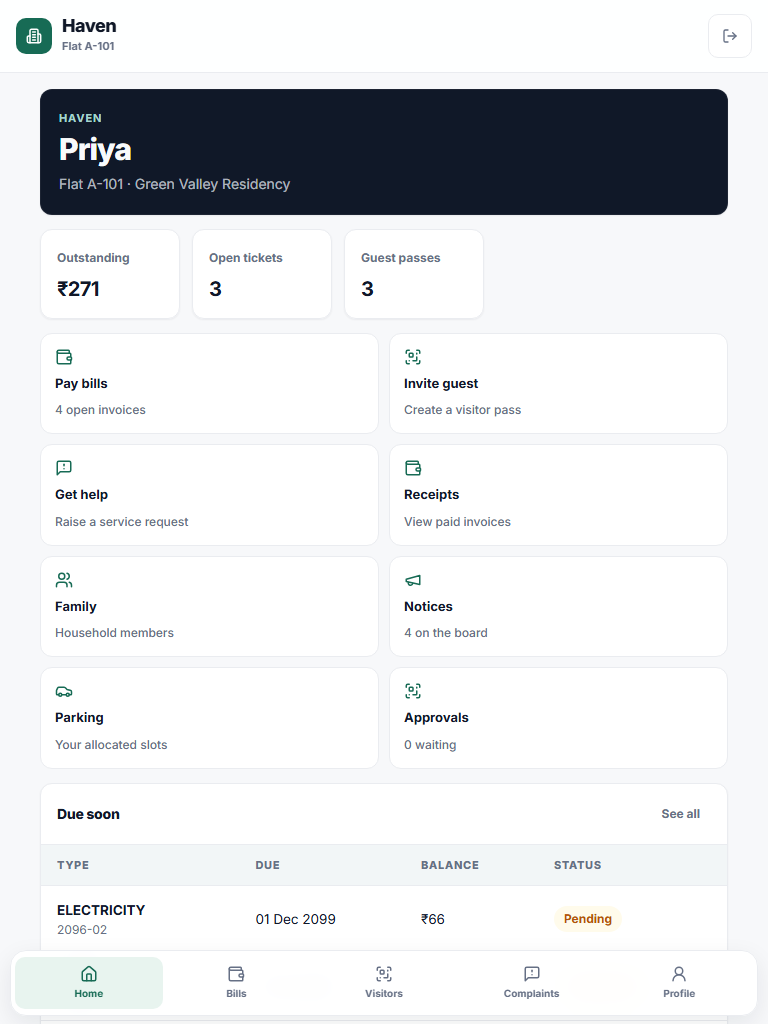 Haven
Flat A-101
HAVEN
Priya
Flat A-101 · Green Valley Residency
Outstanding
₹271
Open tickets
3
Guest passes
3
Pay bills
4 open invoices
Invite guest
Create a visitor pass
Get help
Raise a service request
Receipts
View paid invoices
Family
Household members
Notices
4 on the board
Parking
Your allocated slots
Approvals
0 waiting
Due soon
See all
TYPE DUE BALANCE STATUS
ELECTRICITY
2096-02
01 Dec 2099
₹66
Pending
Home
Bills
Visitors
Complaints
Profile